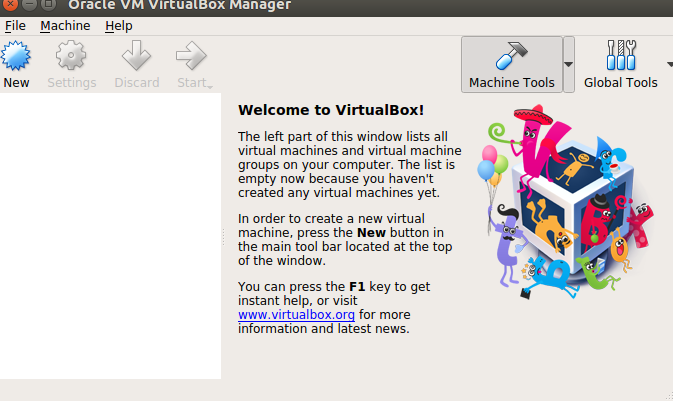 Oracle VM VirtualBox Manager
File Machine Help
New Settings Discard Start Machine Tools Global Tools
Welcome to VirtualBox!
The left part of this window lists all
virtual machines and virtual machine
groups on your computer. The list is
empty now because you haven't
created any virtual machines yet.
In order to create a new virtual
machine, press the New button in
the main tool bar located at the top
of the window.
You can press the F1 key to get
instant help, or visit
www.virtualbox.org for more
information and latest news.